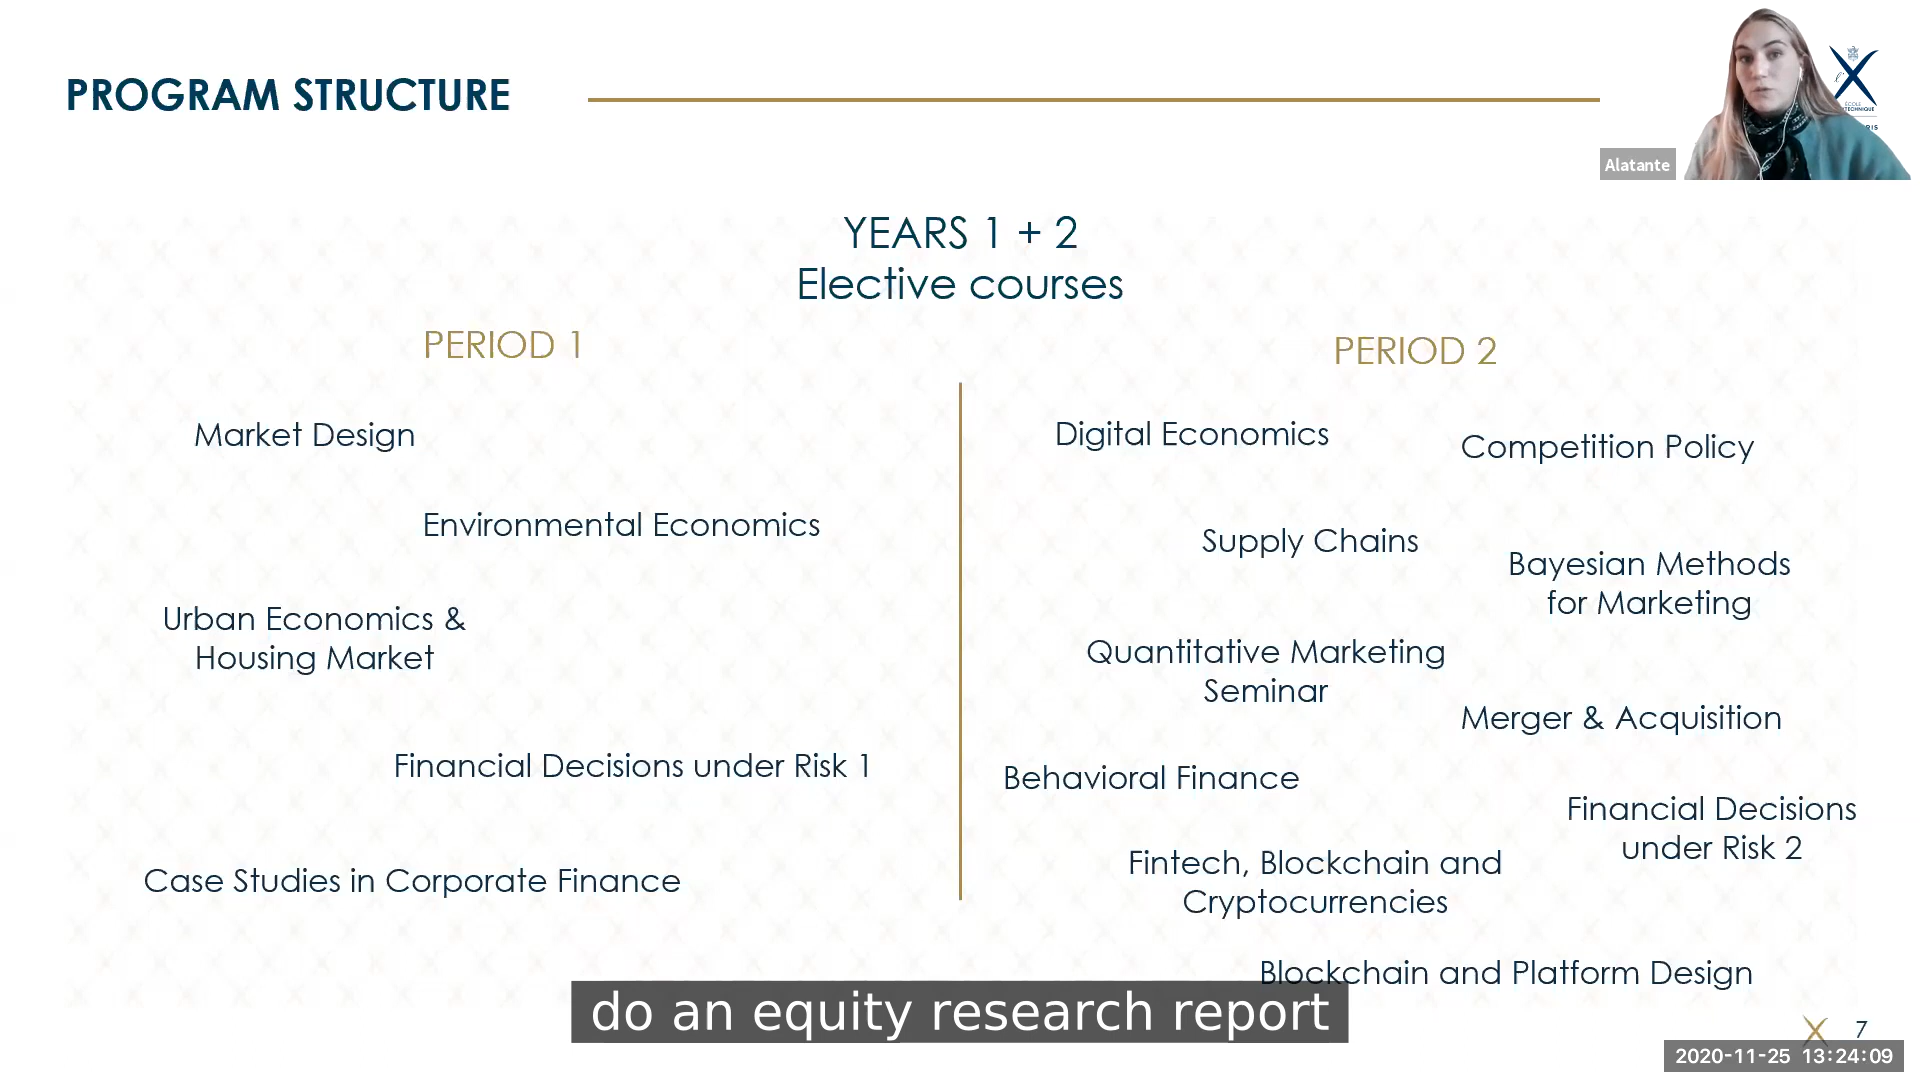 PROGRAM STRUCTURE
ÉCOLE
Alatante
YEARS 1 + 2
Elective courses
PERIOD 1
Market Design
Environmental Economics
Urban Economics &
Housing Market
Financial Decisions under Risk 1
Case Studies in Corporate Finance
PERIOD 2
Digital Economics
Competition Policy
Supply Chains
Bayesian Methods
for Marketing
Quantitative Marketing
Seminar
Merger & Acquisition
Behavioral Finance
Financial Decisions
under Risk 2
Fintech, Blockchain and
Cryptocurrencies
Blockchain and Platform Design
do an equity research report
7
2020-11-25 13:24:09